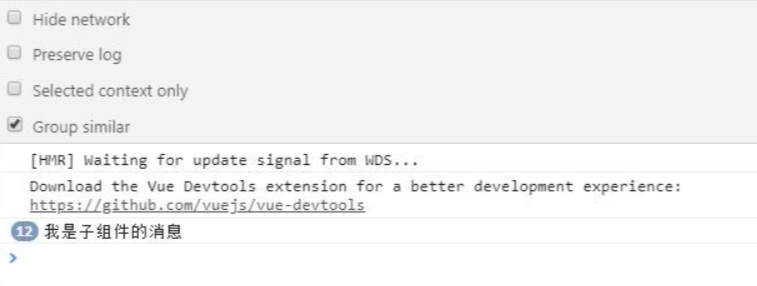 Hide network
Preserve log
Selected context only
Group similar
[HMR] Waiting for update signal from WDS...
Download the Vue Devtools extension for a better development experience:
https://github.com/vuejs/vue-devtools
12 我是子组件的消息